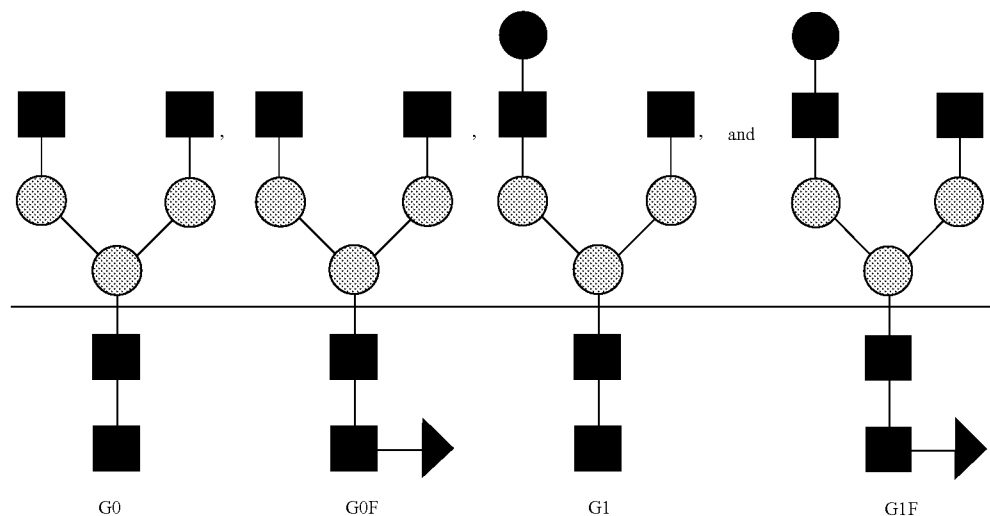 , , , and
G0 G0F G1 G1F